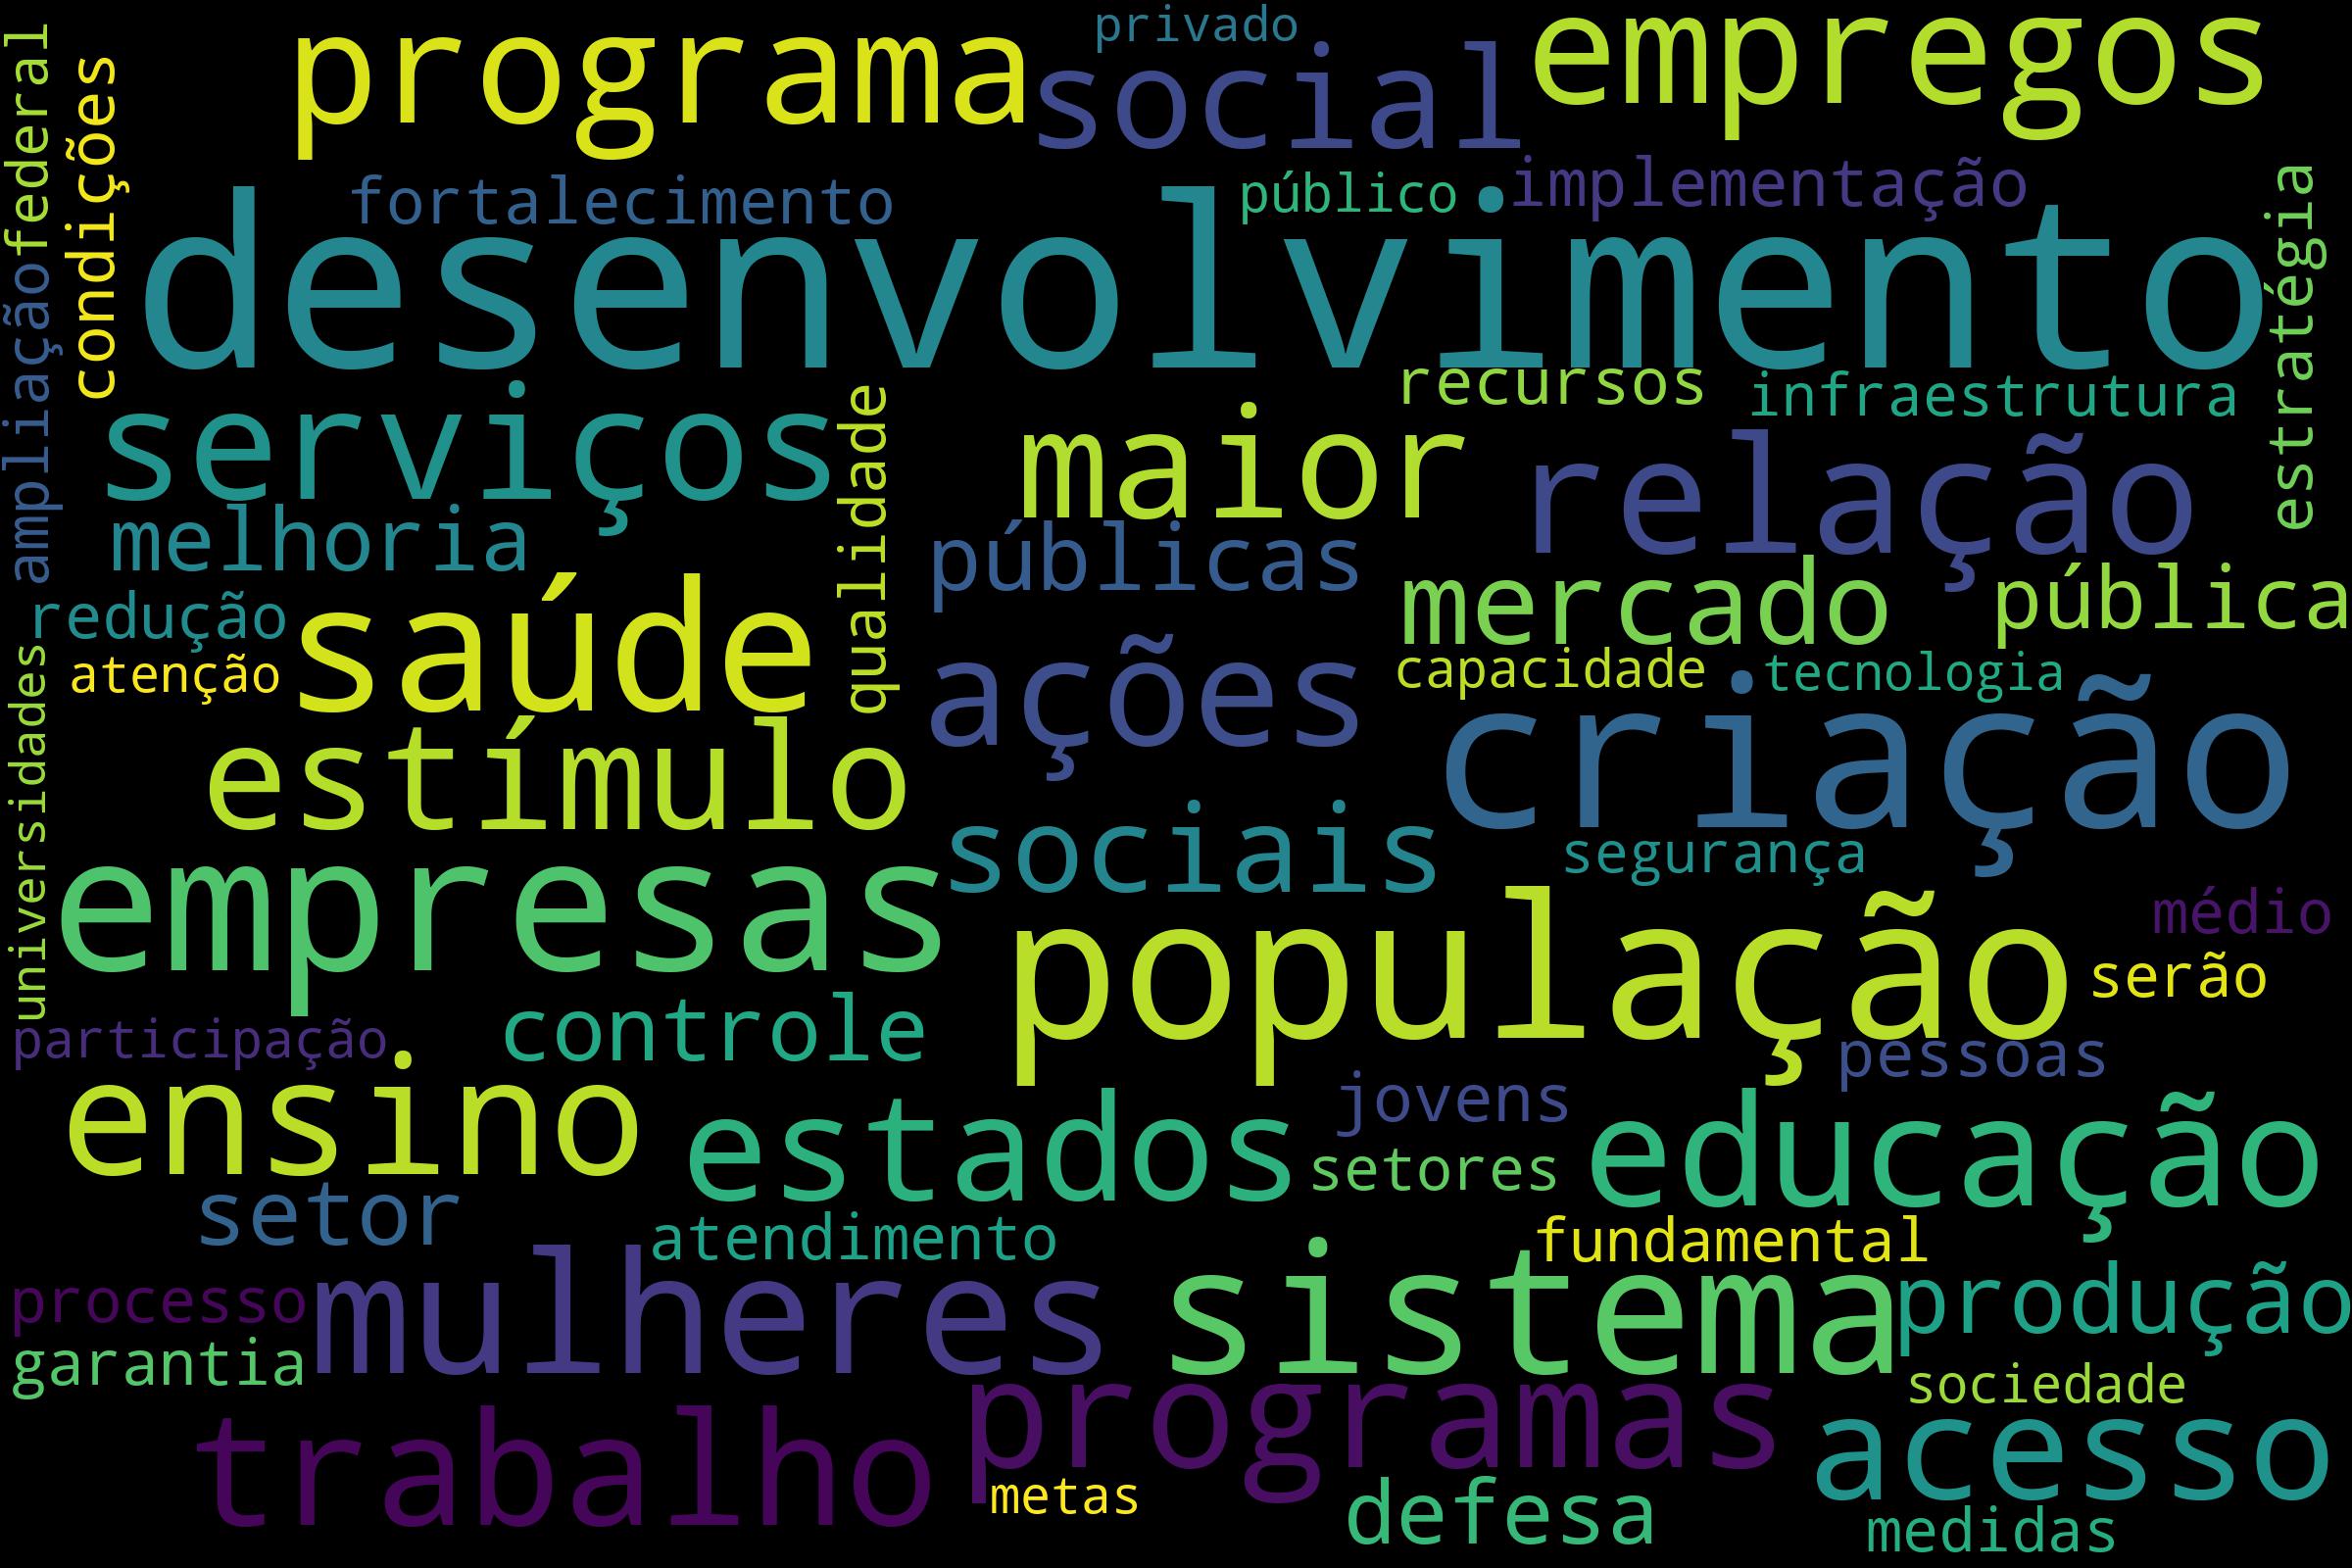 privado
programa
social
empregos
federal
condições
fortalecimento
público
implementação
desenvolvimento
estratégia
ampliação
serviços
qualidade
maior
recursos
infraestrutura
relação
melhoria
públicas
mercado
pública
redução
saúde
atenção
ações
capacidade
tecnologia
criação
universidades
estímulo
sociais
segurança
empresas
população
médio
serão
participação
controle
pessoas
ensino
estados
jovens
setores
educação
setor
atendimento
fundamental
processo
mulheres
sistema
produção
garantia
sociedade
trabalho
programas
acesso
metas
defesa
medidas